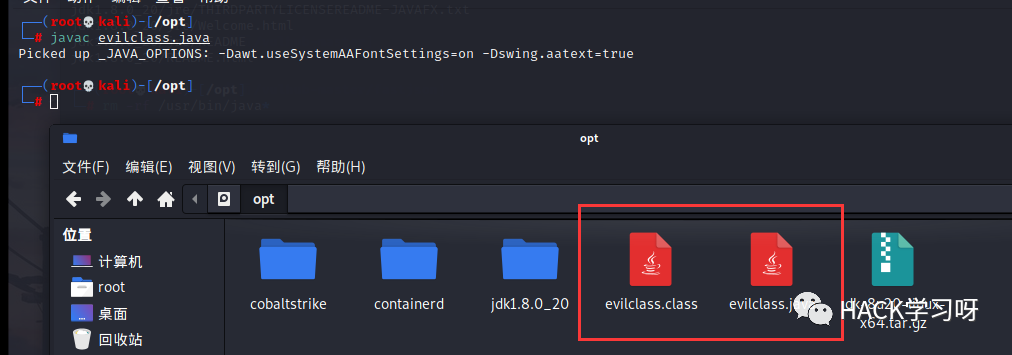 (root💀kali)-[/opt]
# javac evilclass.java
Picked up _JAVA_OPTIONS: -Dawt.useSystemAAFontSettings=on -Dswing.aatext=true
(root💀kali)-[/opt]
#
opt
文件(F) 编辑(E) 视图(V) 转到(G) 帮助(H)
opt
位置
计算机
root
桌面
回收站
cobaltstrike
containerd
jdk1.8.0_20
evilclass.class
x64.tar.gz
HACK学习呀